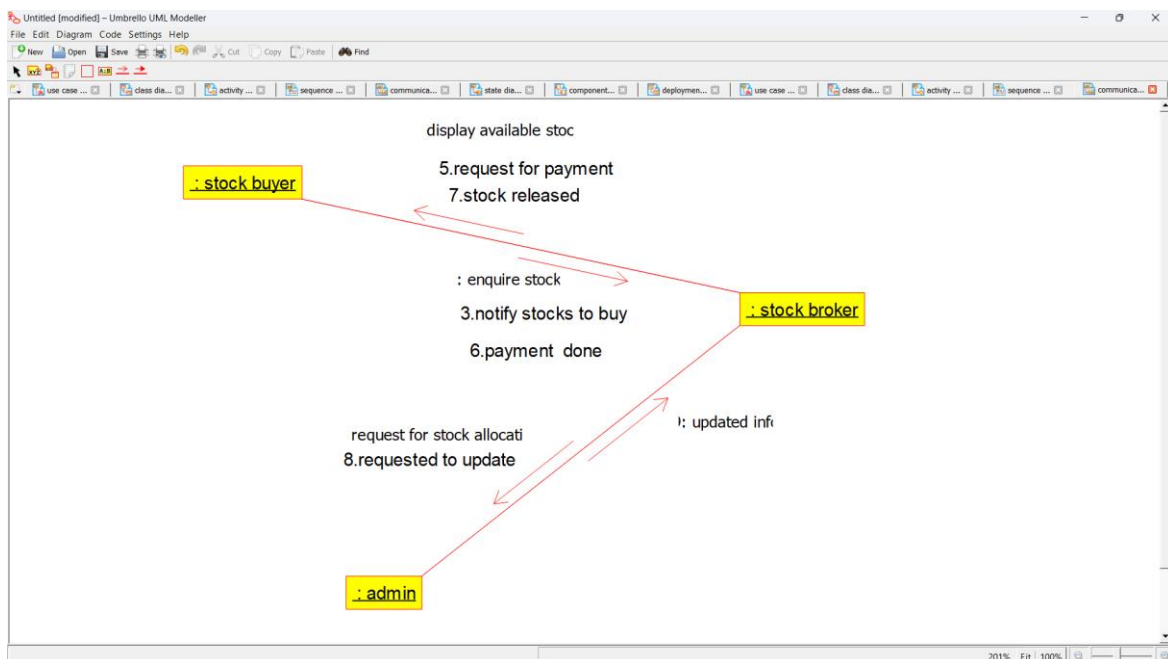 Untitled [modified] – Umbrello UML Modeller
File Edit Diagram Code Settings Help
New Open Save Cut Copy Paste Find
XYZ A:B
use case ... class dia... activity ... sequence ... communica... state dia... component... deploymen... use case ... class dia... activity ... sequence ... communica...
display available stoc
5.request for payment
: stock buyer
7.stock released
: enquire stock
3.notify stocks to buy
: stock broker
6.payment done
: updated info
request for stock allocati
8.requested to update
: admin
201% Fit 100%